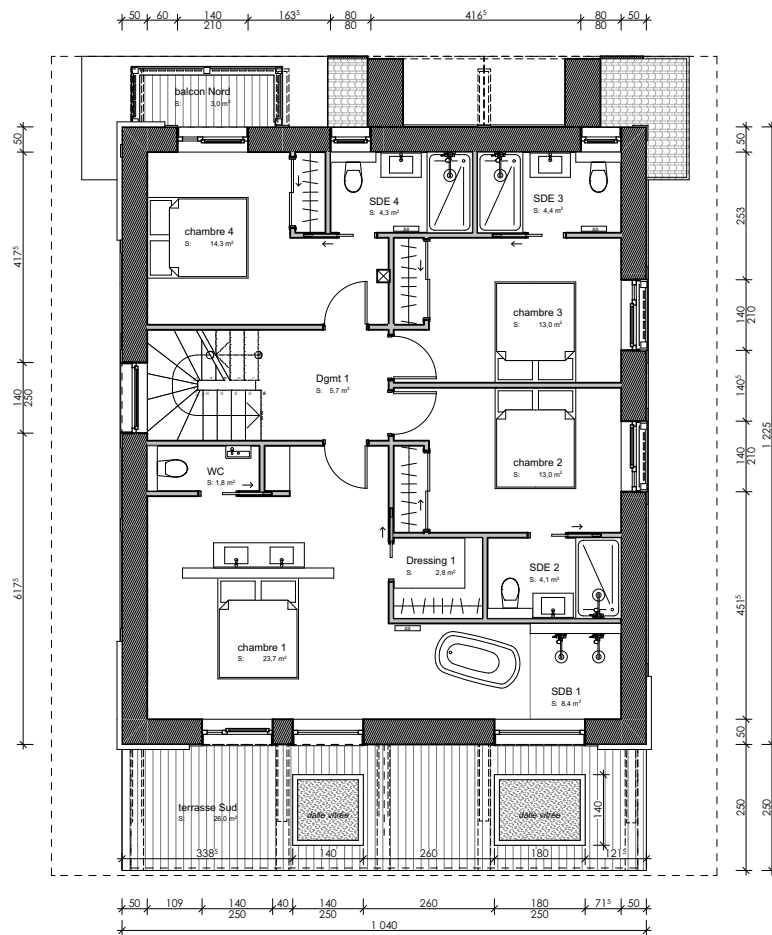 50 60 140 163⁵ 80 416⁵ 80 50
210 80 80
balcon Nord
S: 3,0 m²
50
50
SDE 4
S: 4,3 m²
SDE 3
S: 4,4 m²
chambre 4
S: 14,3 m²
253
417⁵
chambre 3
S: 13,0 m²
140
210
Dgmt 1
S: 5,7 m²
140
250
140⁵
1 225
WC
S: 1,8 m²
chambre 2
S: 13,0 m²
140
210
Dressing 1
S: 2,8 m²
SDE 2
S: 4,1 m²
617⁵
451⁵
chambre 1
S: 23,7 m²
SDB 1
S: 8,4 m²
50
terrasse Sud
S: 26,0 m²
dalle vitrée
dalle vitrée
140
250
250
338⁵ 140 260 180 121⁵
50 109 140 40 140 260 180 71⁵ 50
250 250 250
1 040